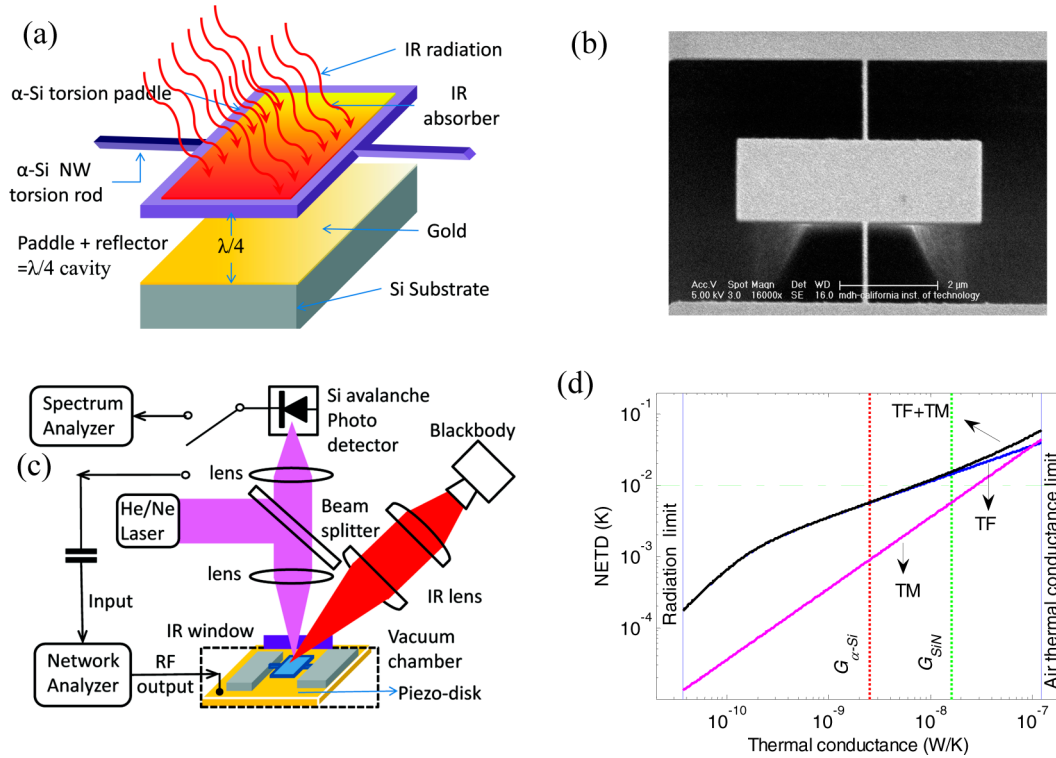 (a)
IR radiation
α-Si torsion paddle
IR
absorber
α-Si NW
torsion rod
Paddle + reflector
=λ/4 cavity
λ/4
Gold
Si Substrate
(b)
Acc.V Spot Magn Det WD
5.00 kV 3.0 16000x SE 16.0 mdh-california inst. of technology
2 µm
(c)
Spectrum
Analyzer
Si avalanche
Photo
detector
Blackbody
lens
He/Ne
Laser
Beam
splitter
lens
IR lens
Input
IR window
Vacuum
chamber
Network
Analyzer
RF
output
Piezo-disk
(d)
NETD (K)
10⁻¹
10⁻²
10⁻³
10⁻⁴
Radiation limit
TF+TM
TF
TM
G α-Si
G SiN
Air thermal conductance limit
10⁻¹⁰
10⁻⁹
10⁻⁸
10⁻⁷
Thermal conductance (W/K)